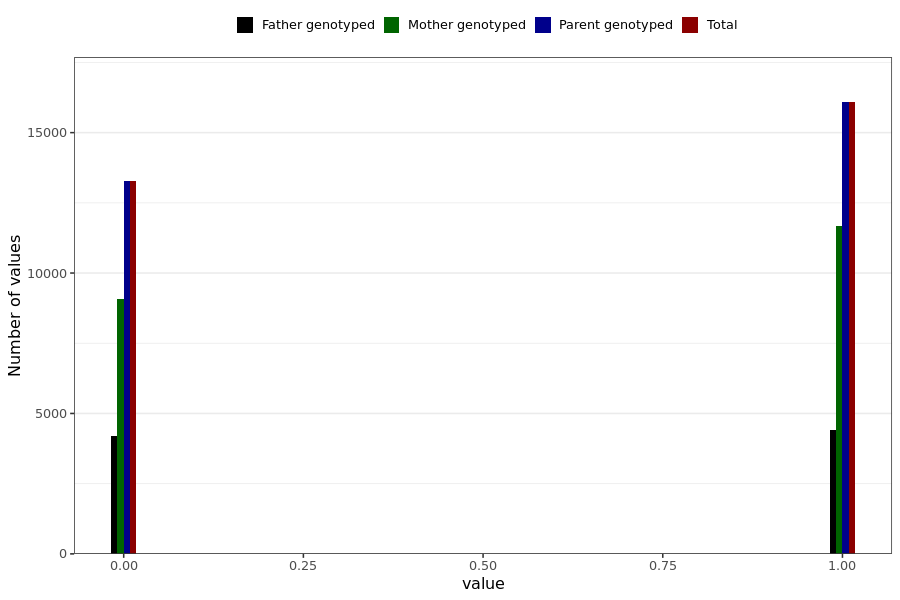 Father genotyped Mother genotyped Parent genotyped Total
Number of values
15000
10000
5000
0
0.00 0.25 0.50 0.75 1.00
value